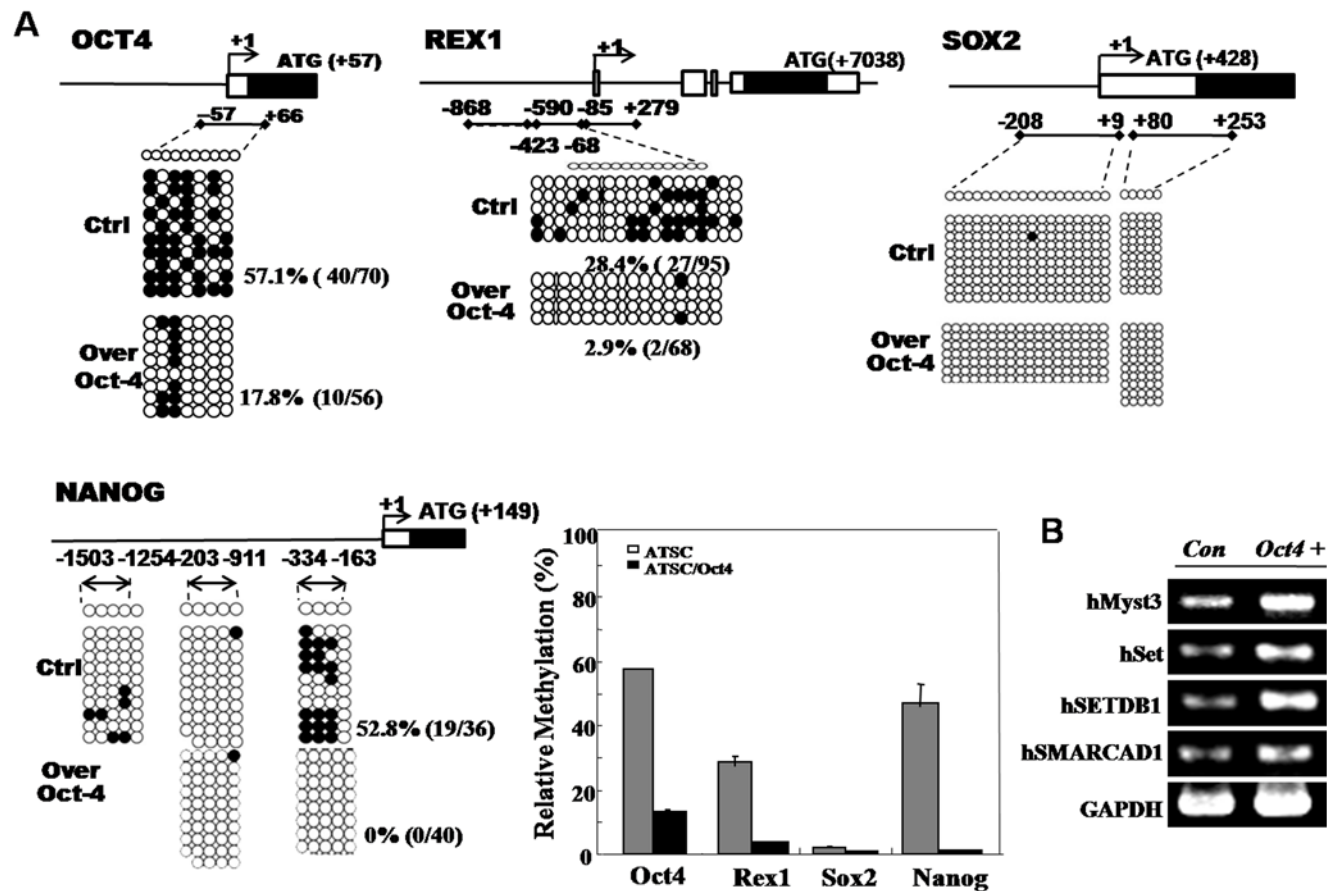 A
OCT4
+1
ATG (+57)
-57
+66
Ctrl
57.1% ( 40/70)
Over
Oct-4
17.8% (10/56)
REX1
+1
ATG(+7038)
-868
-590
-85
+279
-423
-68
Ctrl
28.4% ( 27/95)
Over
Oct-4
2.9% (2/68)
SOX2
+1
ATG (+428)
-208
+9
+80
+253
Ctrl
Over
Oct-4
NANOG
+1
ATG (+149)
-1503
-1254
-203
-911
-334
-163
Ctrl
52.8% (19/36)
Over
Oct-4
0% (0/40)
Relative Methylation (%)
100
80
60
40
20
0
ATSC
ATSC/Oct4
Oct4
Rex1
Sox2
Nanog
B
Con
Oct4 +
hMyst3
hSet
hSETDB1
hSMARCAD1
GAPDH